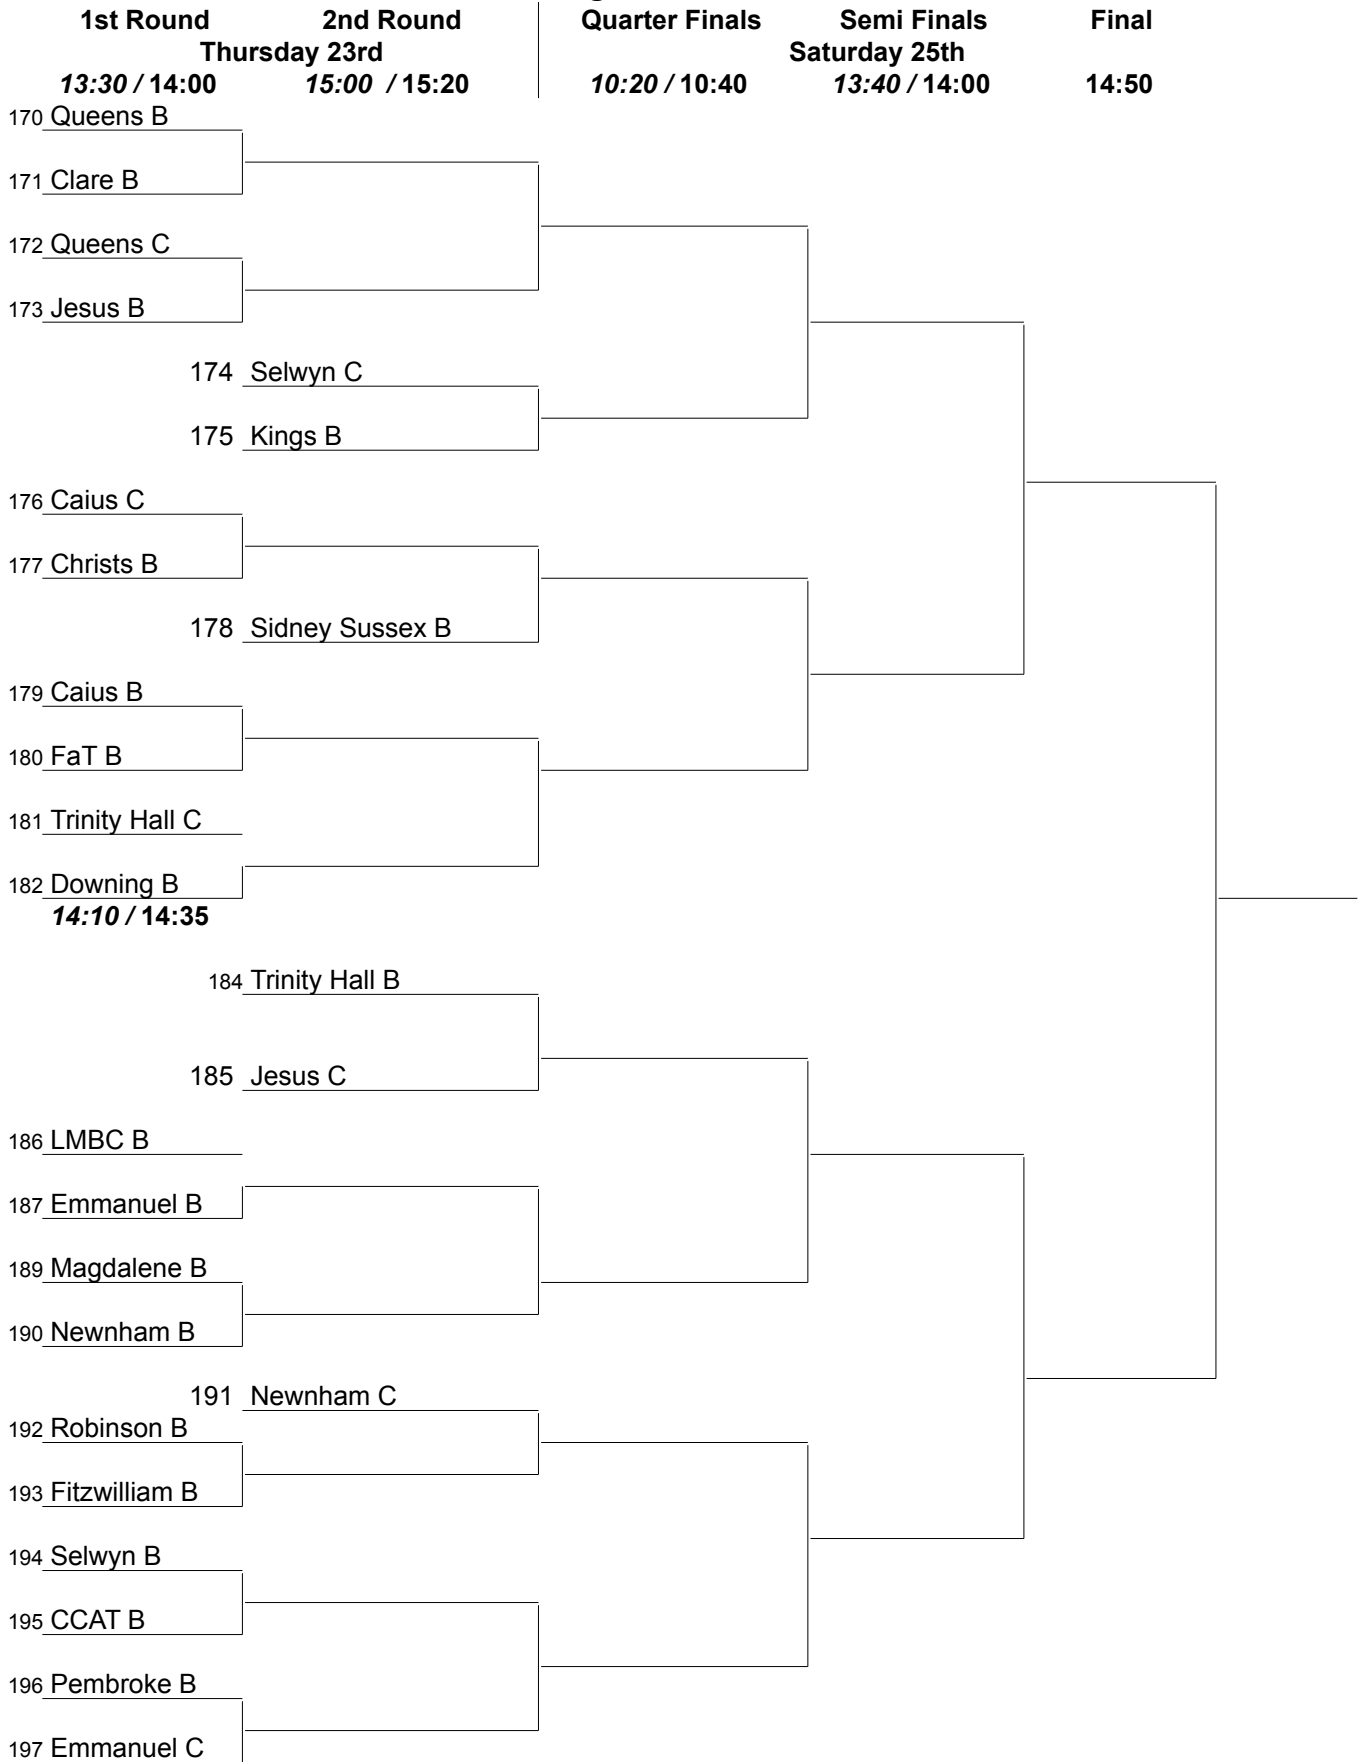 1st Round 2nd Round Quarter Finals Semi Finals Final
Thursday 23rd Saturday 25th
13:30 / 14:00 15:00 / 15:20 10:20 / 10:40 13:40 / 14:00 14:50
170 Queens B
171 Clare B
172 Queens C
173 Jesus B
174 Selwyn C
175 Kings B
176 Caius C
177 Christs B
178 Sidney Sussex B
179 Caius B
180 FaT B
181 Trinity Hall C
182 Downing B
14:10 / 14:35
184 Trinity Hall B
185 Jesus C
186 LMBC B
187 Emmanuel B
189 Magdalene B
190 Newnham B
191 Newnham C
192 Robinson B
193 Fitzwilliam B
194 Selwyn B
195 CCAT B
196 Pembroke B
197 Emmanuel C